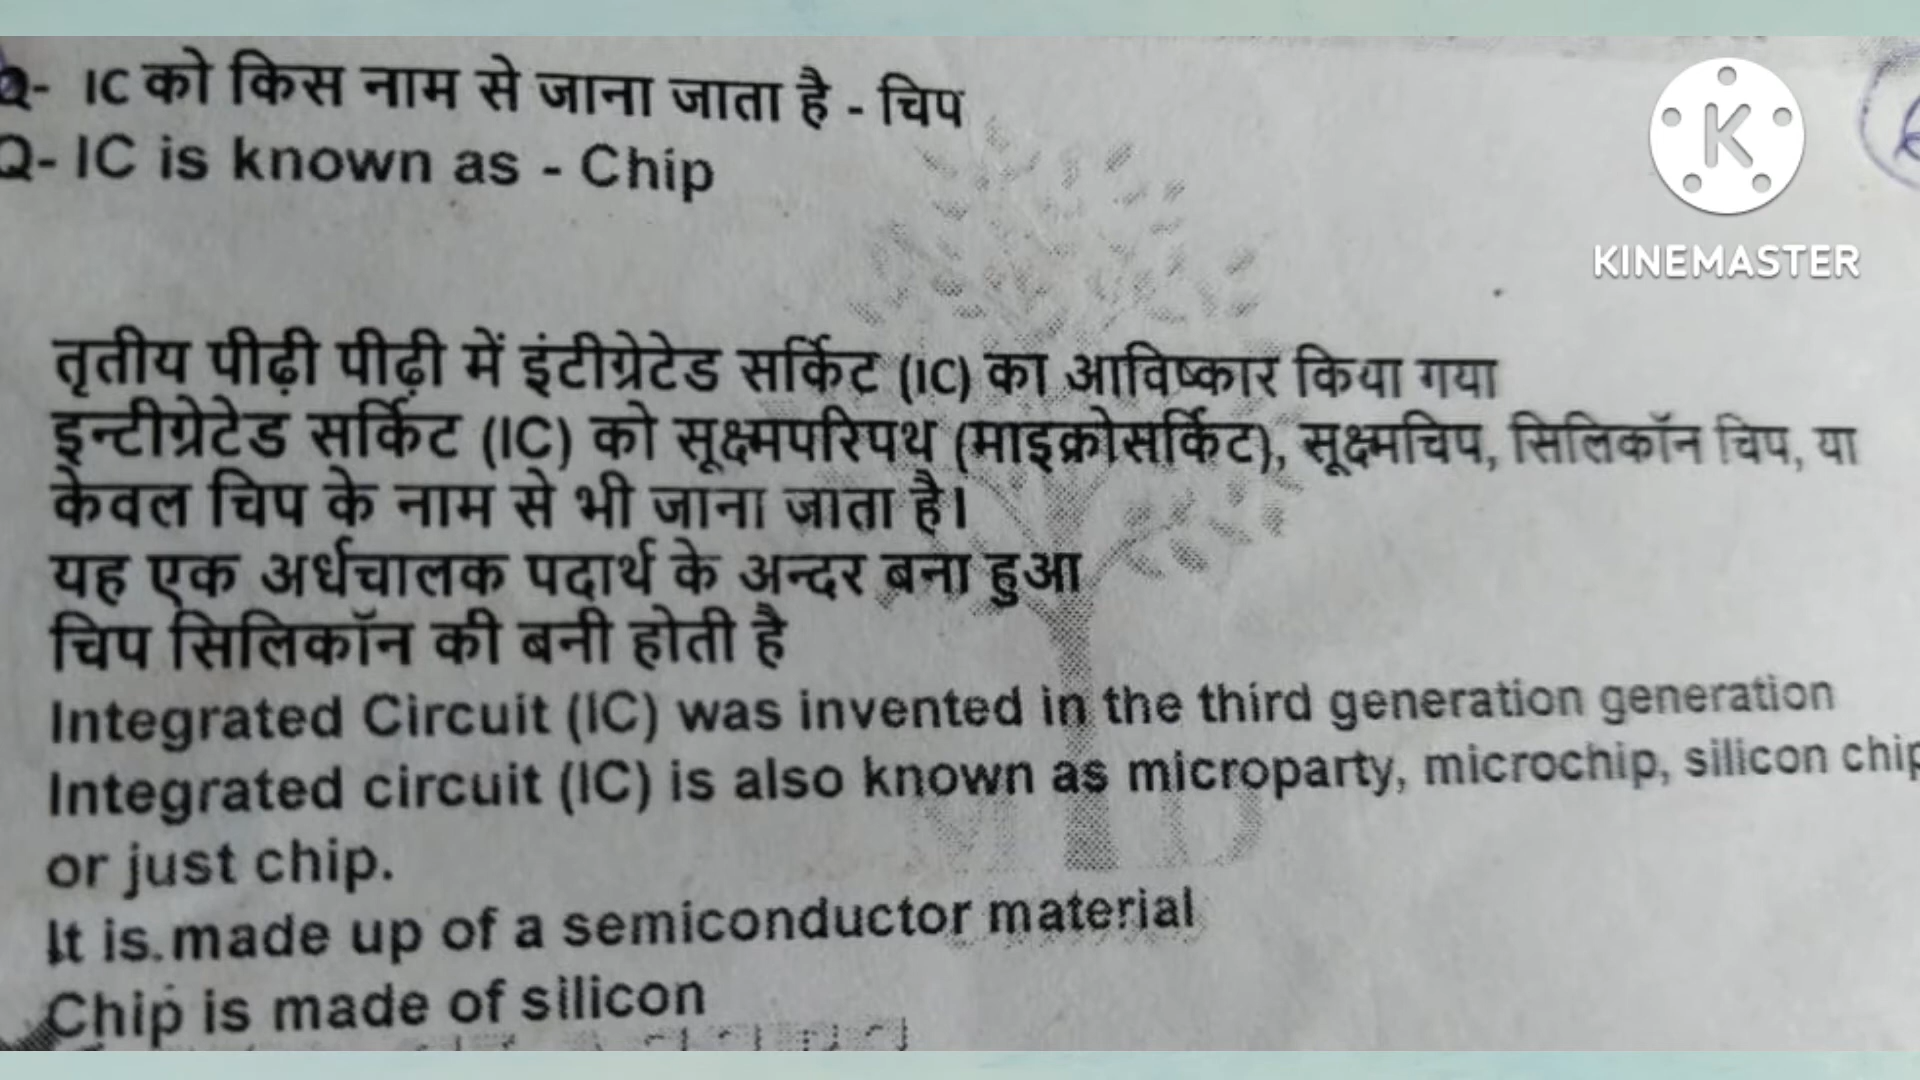 Q- IC को किस नाम से जाना जाता है - चिप
Q- IC is known as - Chip
KINEMASTER
तृतीय पीढ़ी पीढ़ी में इंटीग्रेटेड सर्किट (IC) का आविष्कार किया गया
इन्टीग्रेटेड सर्किट (IC) को सूक्ष्मपरिपथ (माइक्रोसर्किट), सूक्ष्मचिप, सिलिकॉन चिप, या
केवल चिप के नाम से भी जाना जाता है।
यह एक अर्धचालक पदार्थ के अन्दर बना हुआ
चिप सिलिकॉन की बनी होती है
Integrated Circuit (IC) was invented in the third generation generation
Integrated circuit (IC) is also known as microparty, microchip, silicon chip
or just chip.
It is.made up of a semiconductor material
Chip is made of silicon